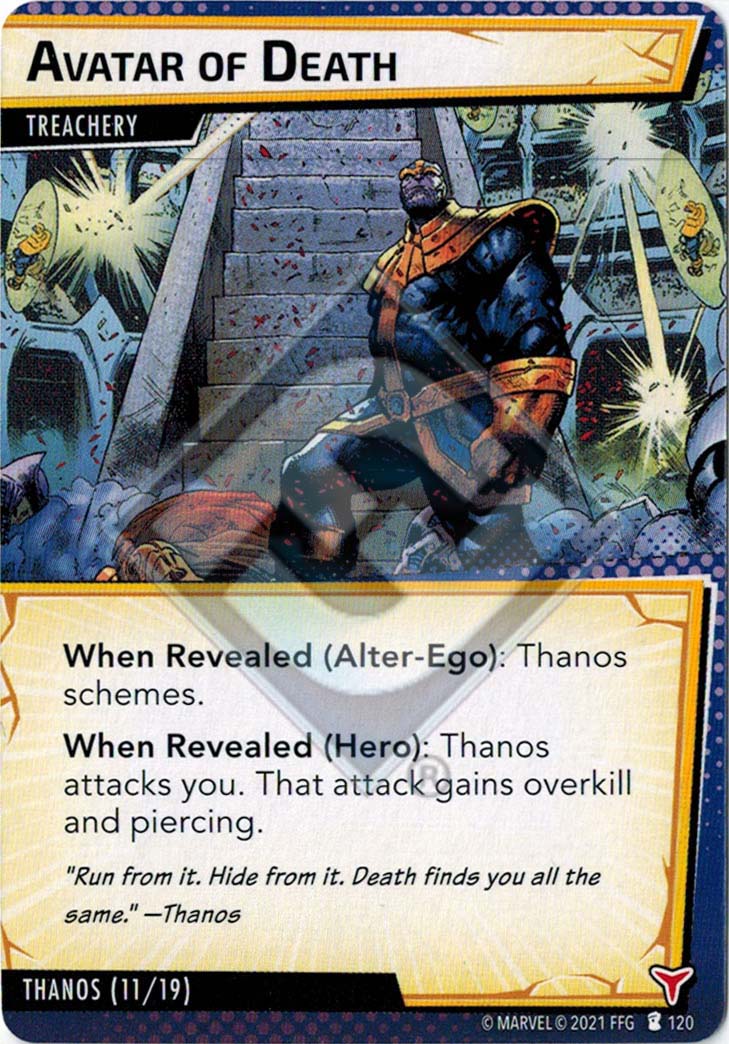 AVATAR OF DEATH
TREACHERY
When Revealed (Alter-Ego): Thanos
schemes.
When Revealed (Hero): Thanos
attacks you. That attack gains overkill
and piercing.
"Run from it. Hide from it. Death finds you all the
same." —Thanos
THANOS (11/19)
© MARVEL © 2021 FFG 120
®